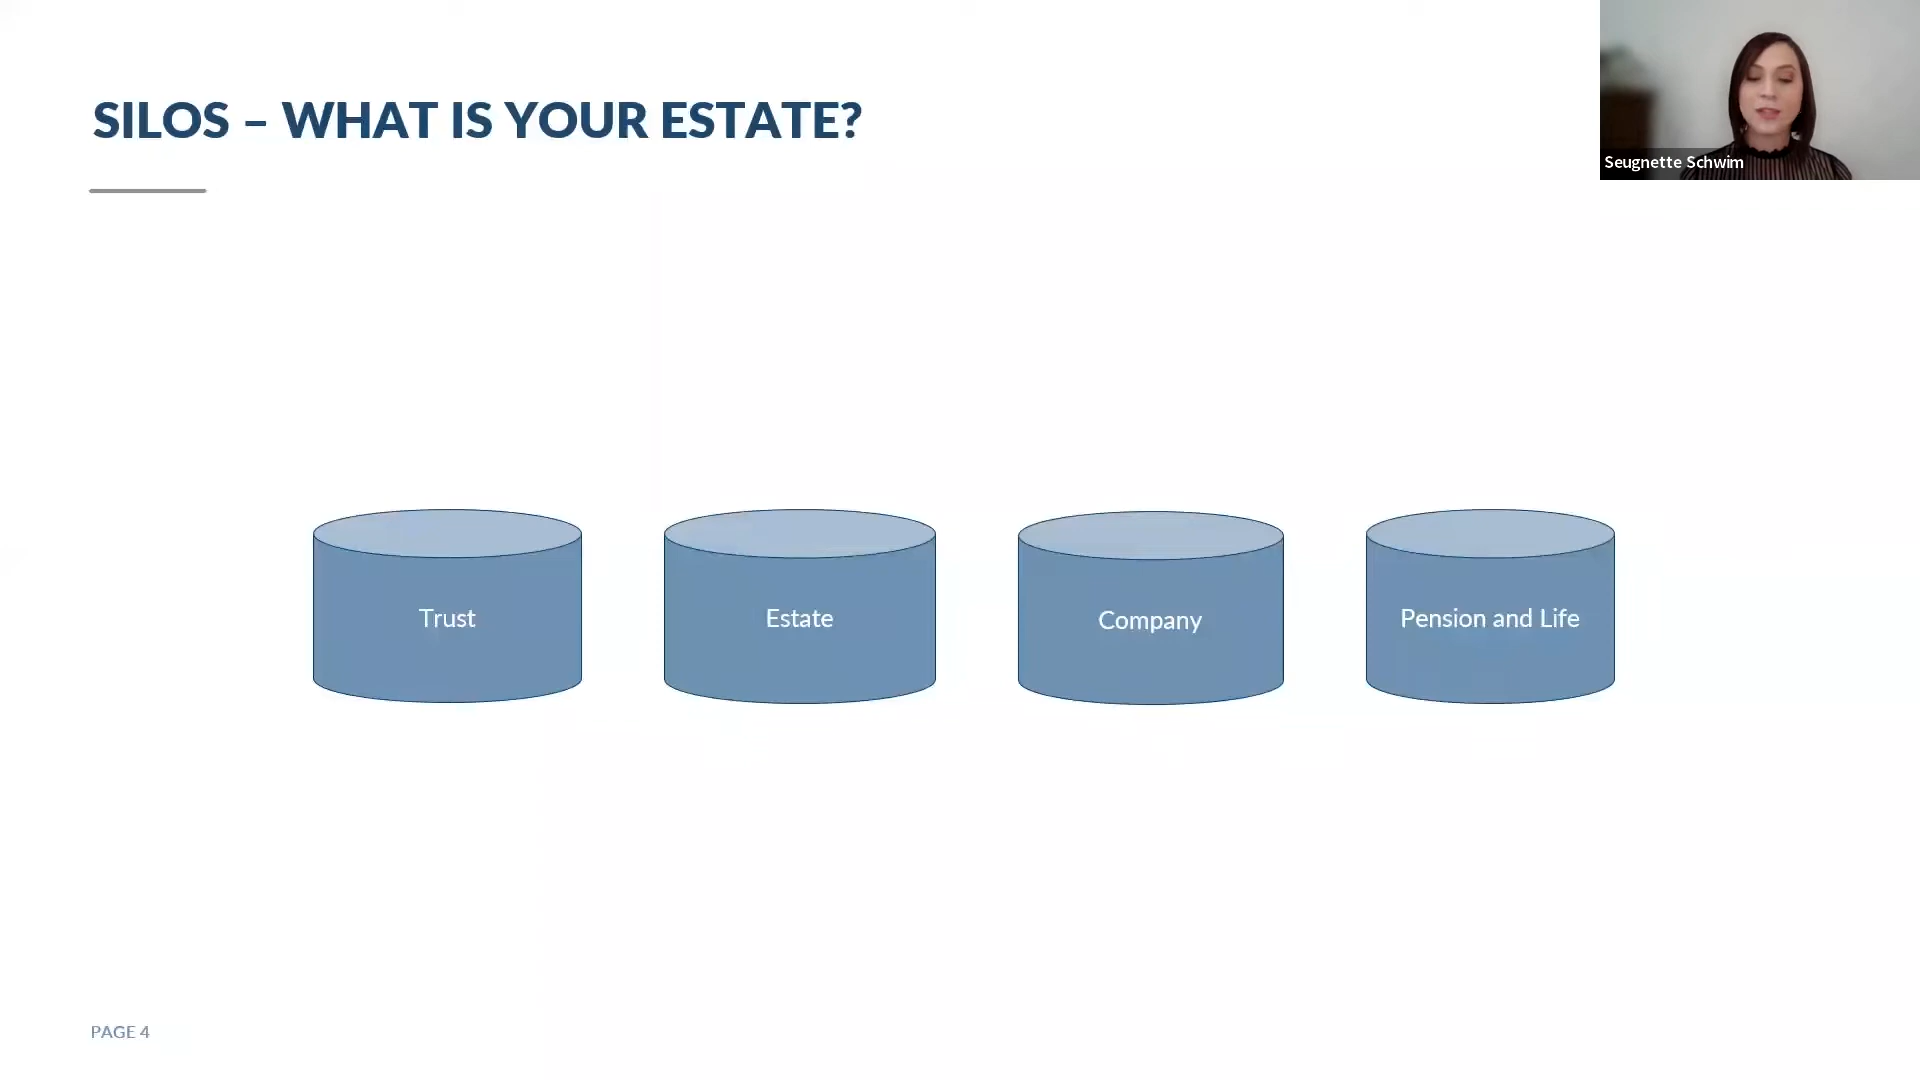 SILOS – WHAT IS YOUR ESTATE?
Seugnette Schwim
Trust
Estate
Company
Pension and Life
PAGE 4